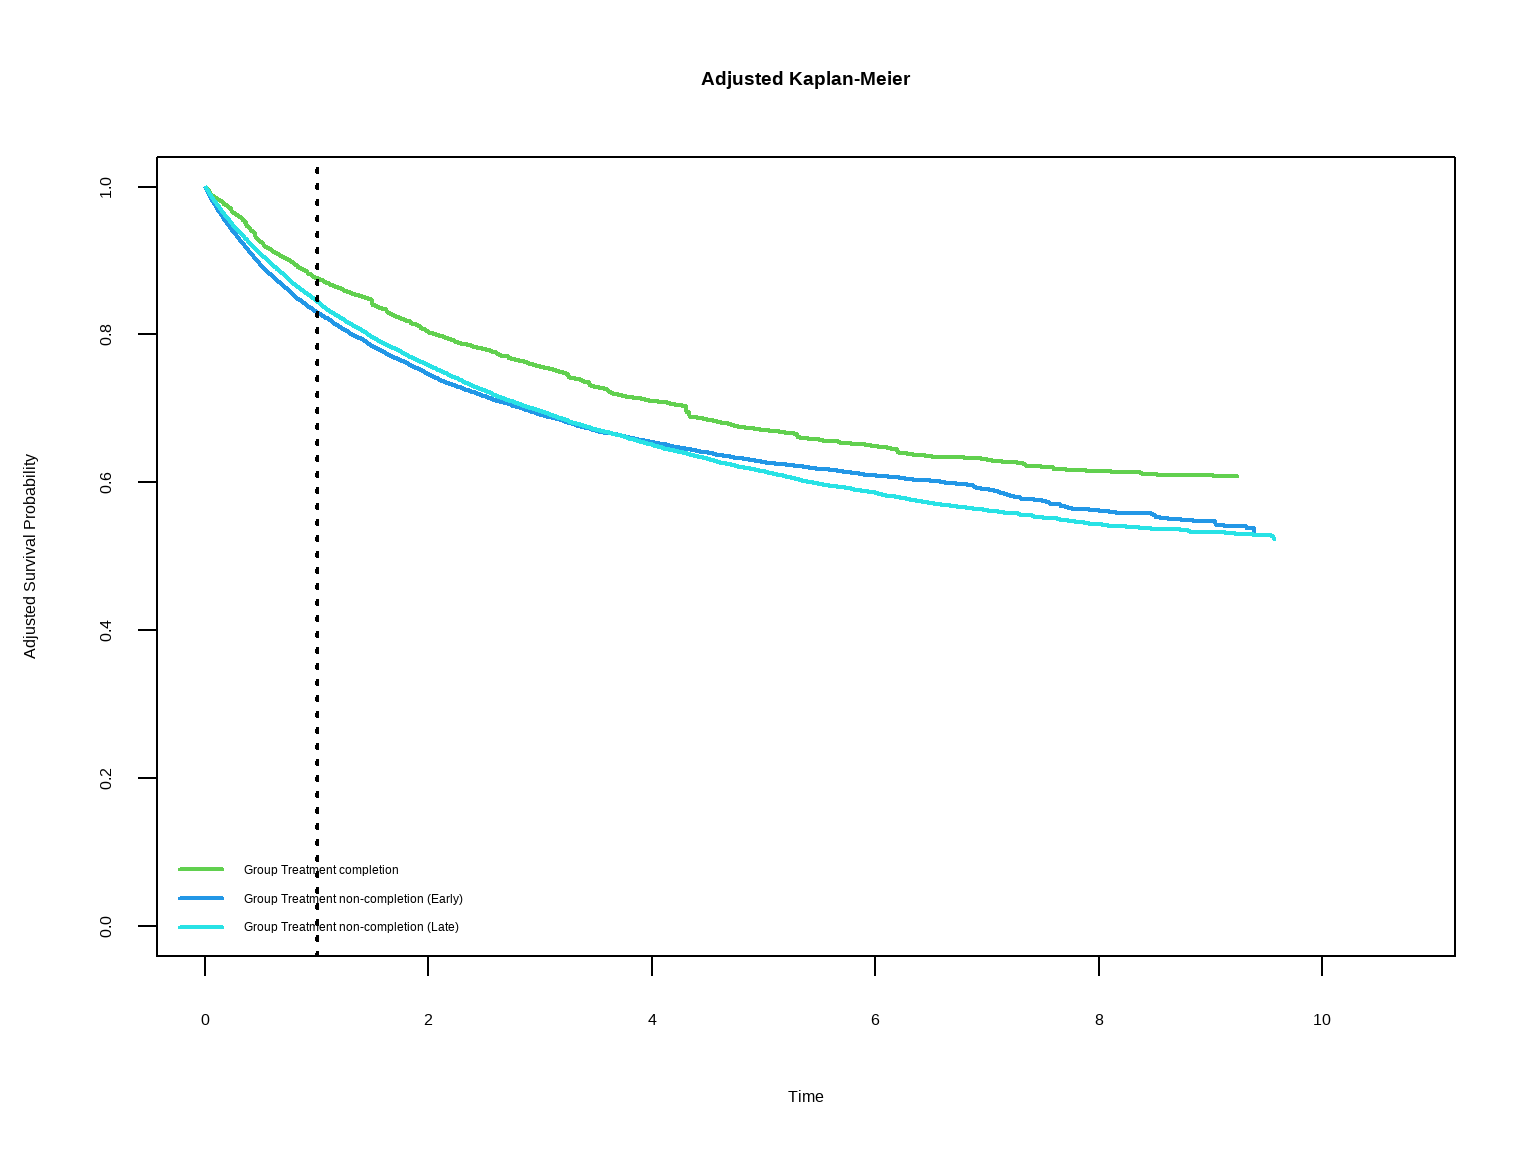 Adjusted Kaplan-Meier
Adjusted Survival Probability
1.0
0.8
0.6
0.4
0.2
0.0
Group Treatment completion
Group Treatment non-completion (Early)
Group Treatment non-completion (Late)
0 2 4 6 8 10
Time